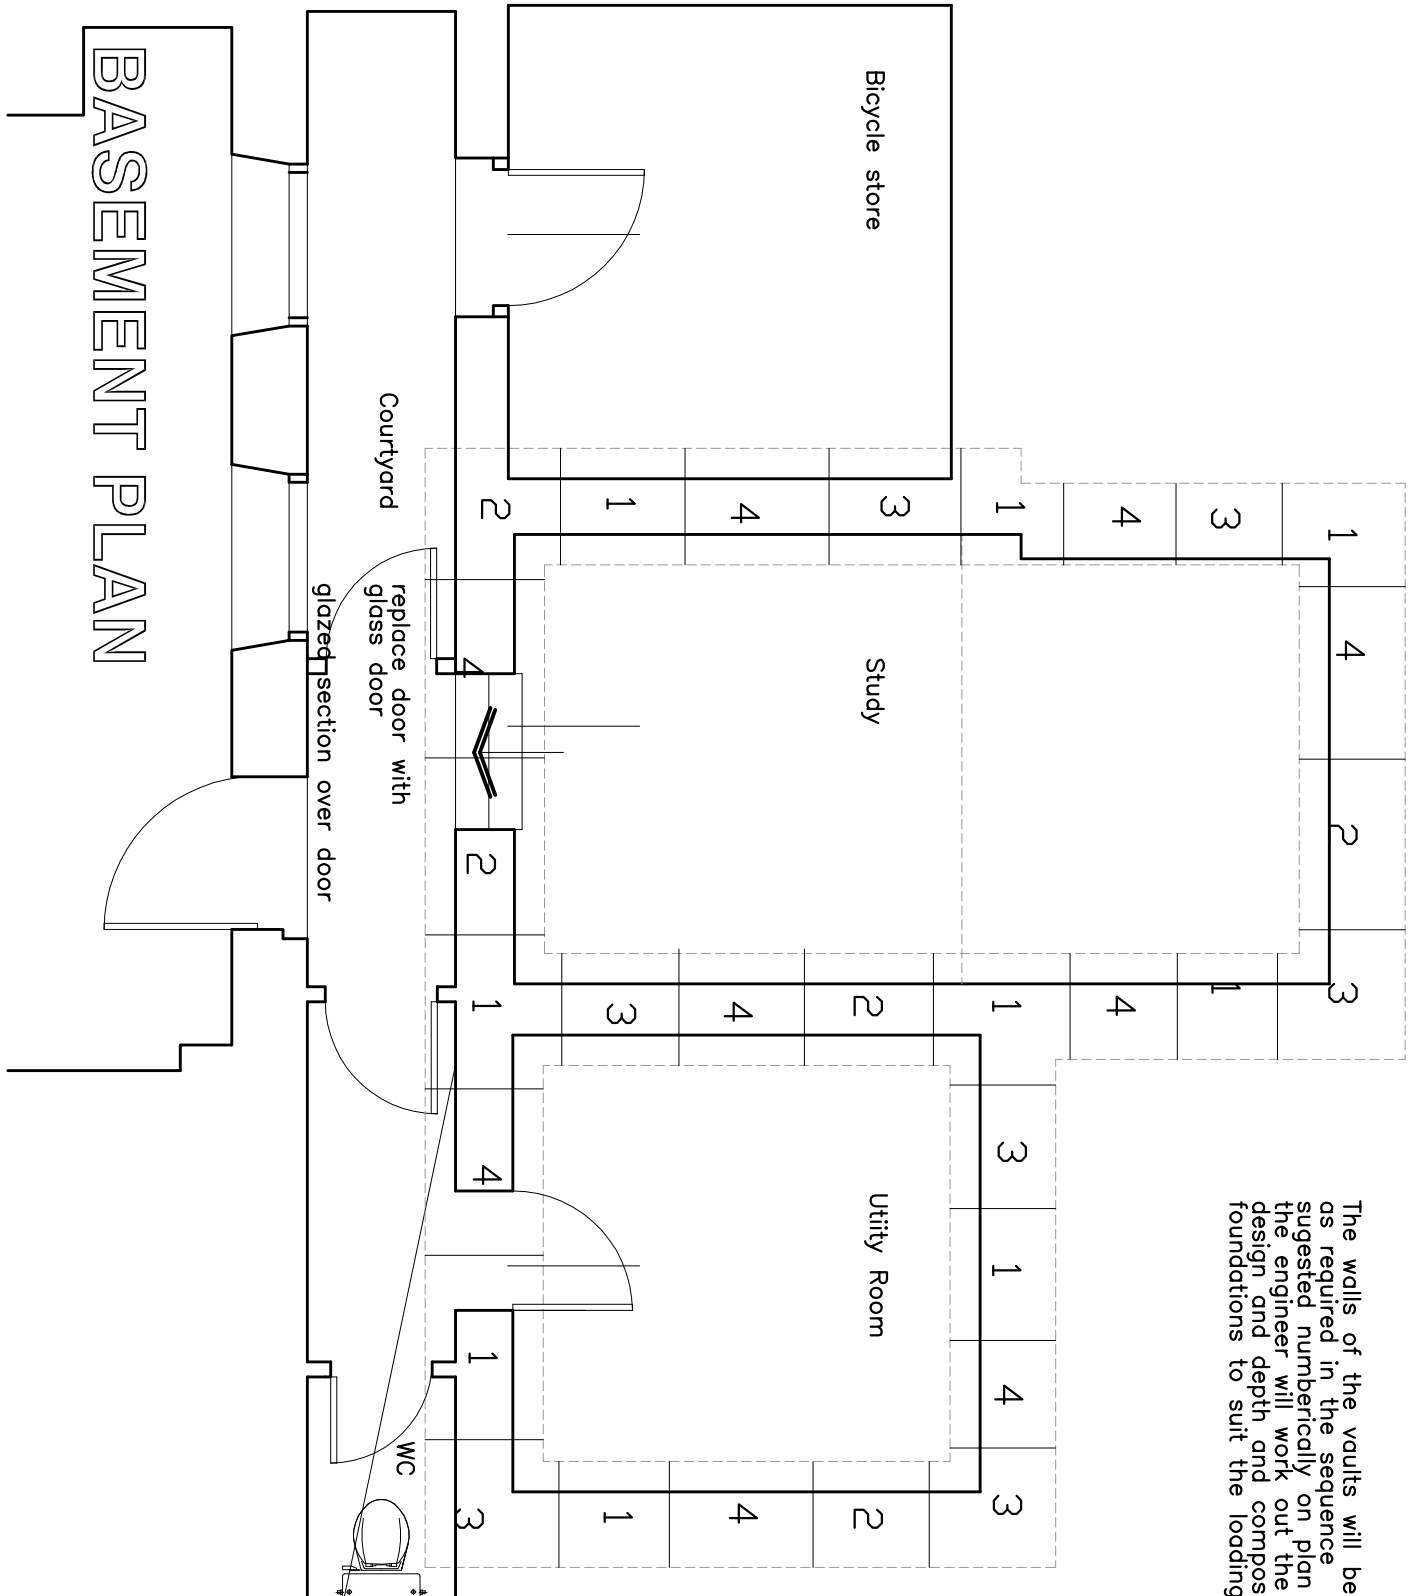 The walls of the vaults will be
as required in the sequence
sugested numberically on plan
the engineer will work out the
design and depth and compos
foundations to suit the loading
1
4
2
3
3
4
1
1
4
1
3
1
4
3
Bicycle store
Study
Utiity Room
3
4
1
2
2
4
3
1
2
4
2
1
4
1
3
Courtyard
replace door with
glass door
WC
glazed section over door
BASEMENT PLAN